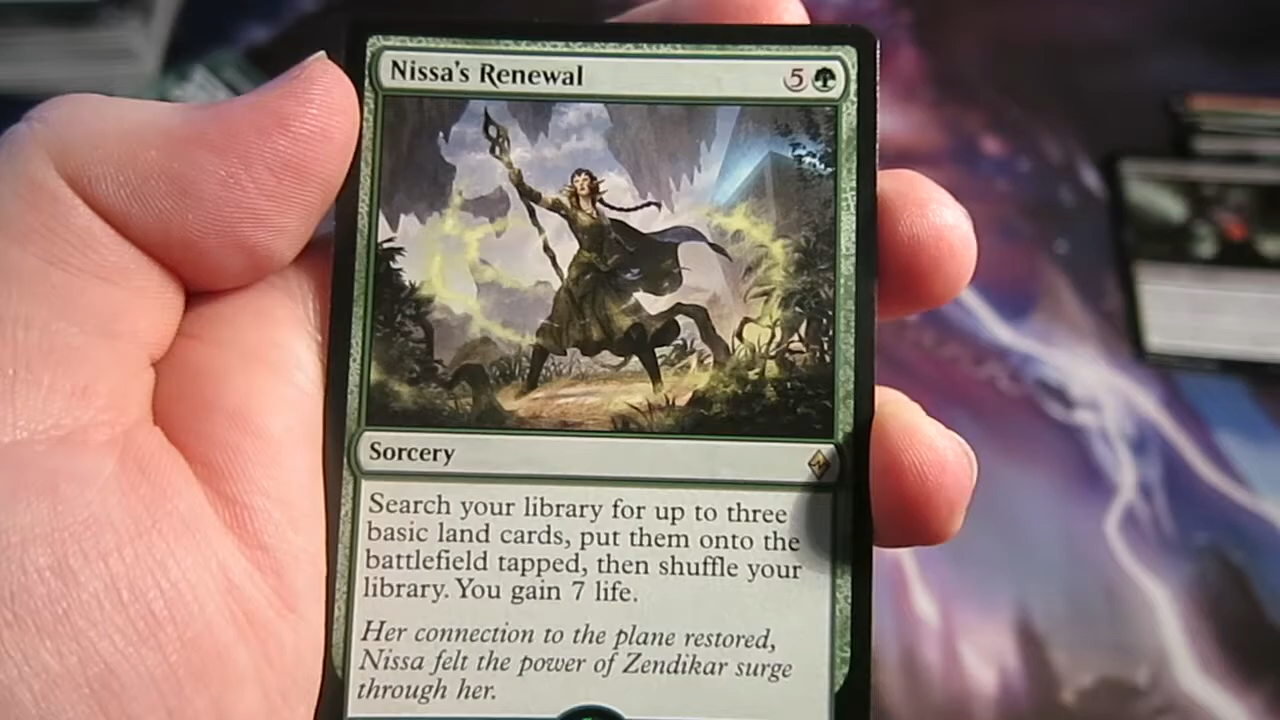 Nissa's Renewal 5
Sorcery
Search your library for up to three
basic land cards, put them onto the
battlefield tapped, then shuffle your
library. You gain 7 life.
Her connection to the plane restored,
Nissa felt the power of Zendikar surge
through her.